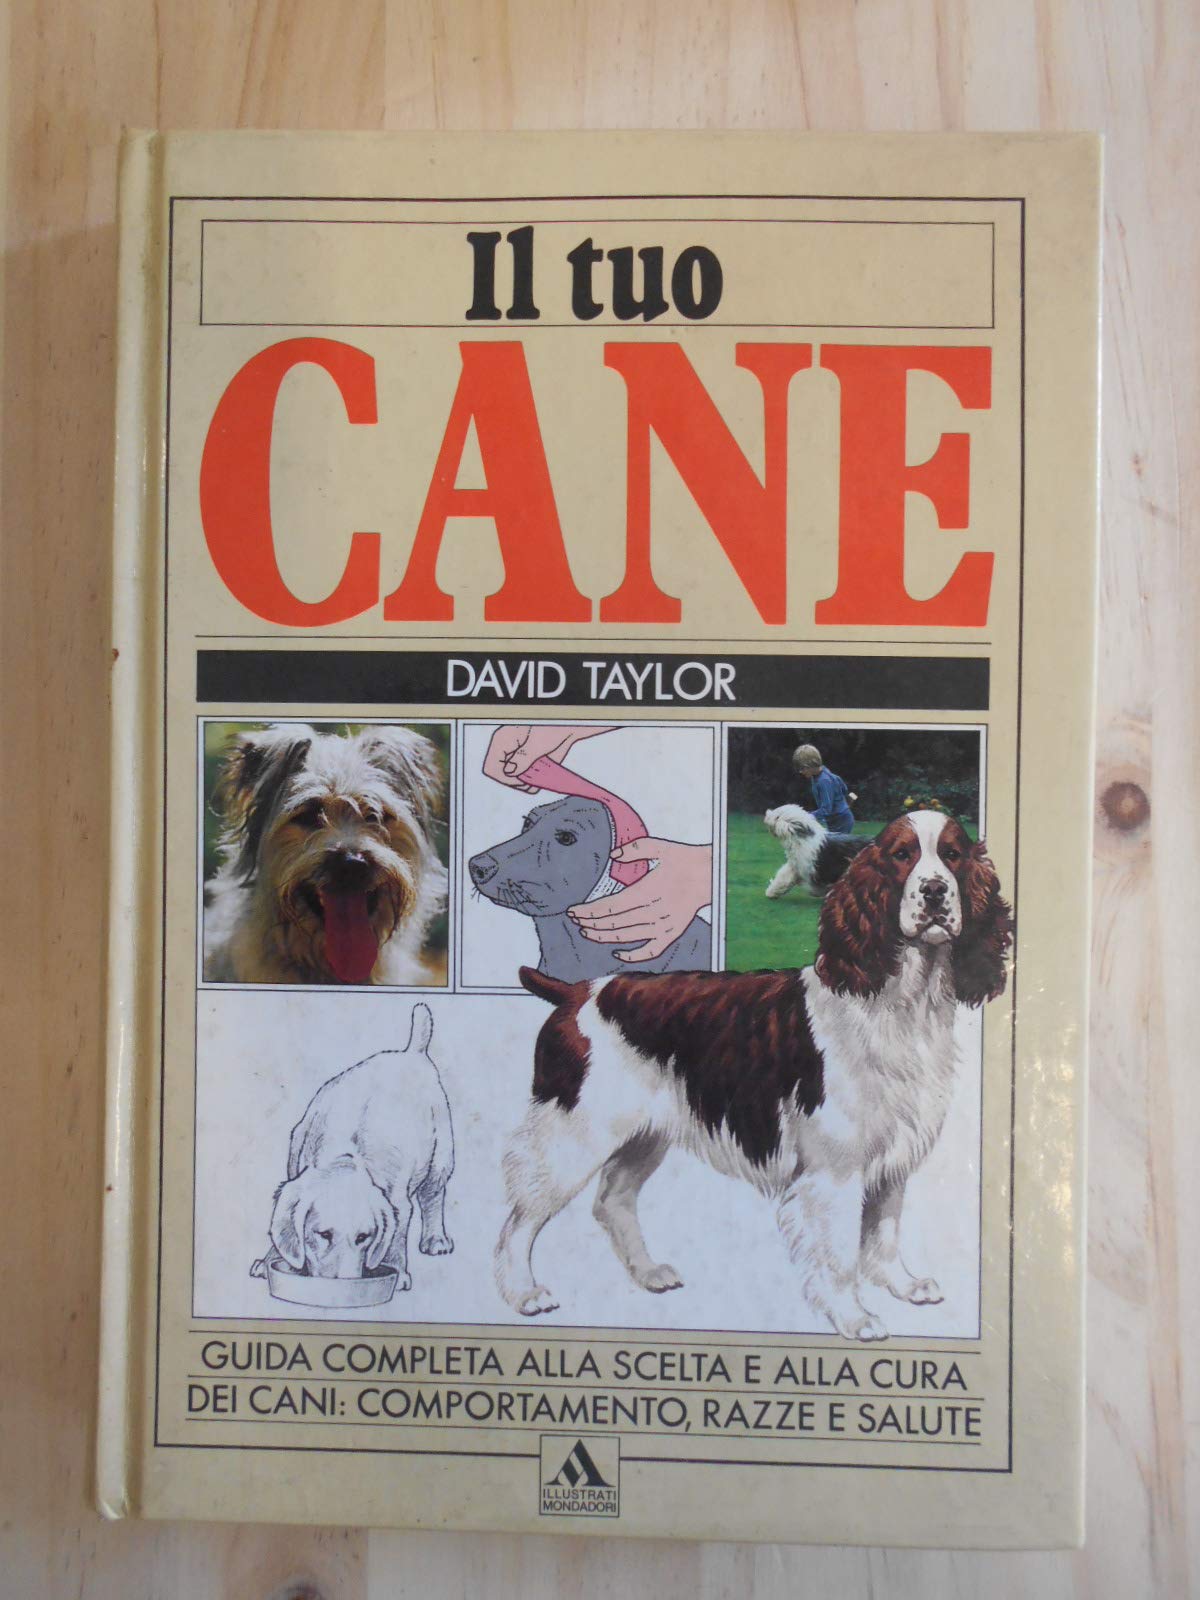 Il tuo
CANE
DAVID TAYLOR
GUIDA COMPLETA ALLA SCELTA E ALLA CURA
DEI CANI: COMPORTAMENTO, RAZZE E SALUTE
ILLUSTRATI
MONDADORI